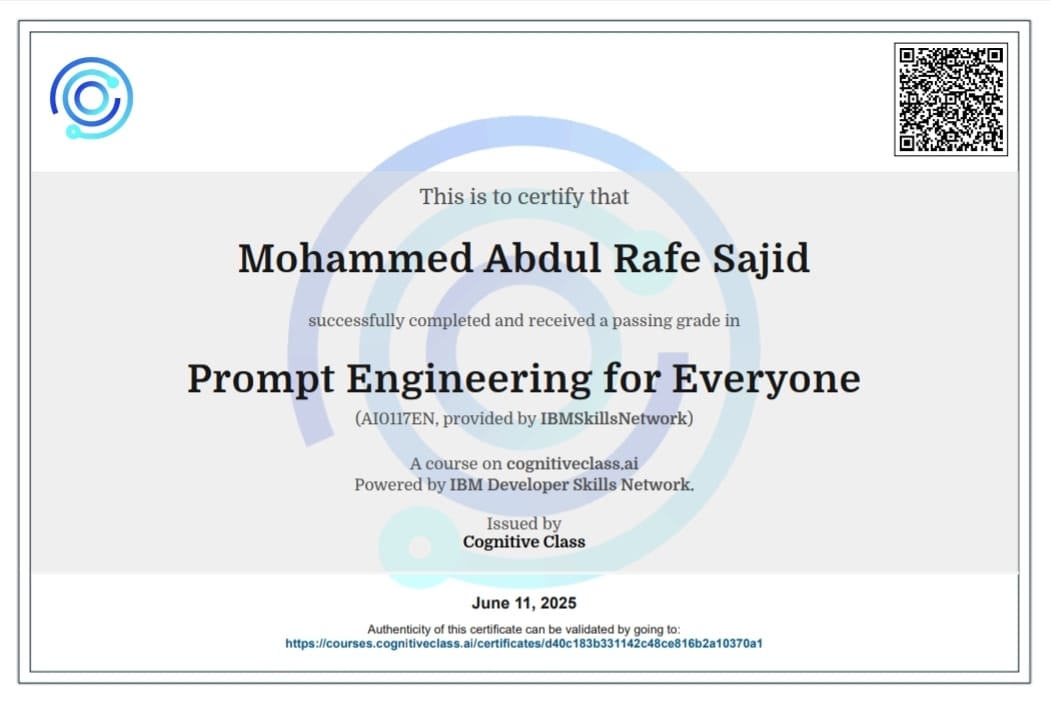 This is to certify that
Mohammed Abdul Rafe Sajid
successfully completed and received a passing grade in
Prompt Engineering for Everyone
(AI0117EN, provided by IBMSkillsNetwork)
A course on cognitiveclass.ai
Powered by IBM Developer Skills Network.
Issued by
Cognitive Class
June 11, 2025
Authenticity of this certificate can be validated by going to:
https://courses.cognitiveclass.ai/certificates/d40c183b331142c48ce816b2a10370a1